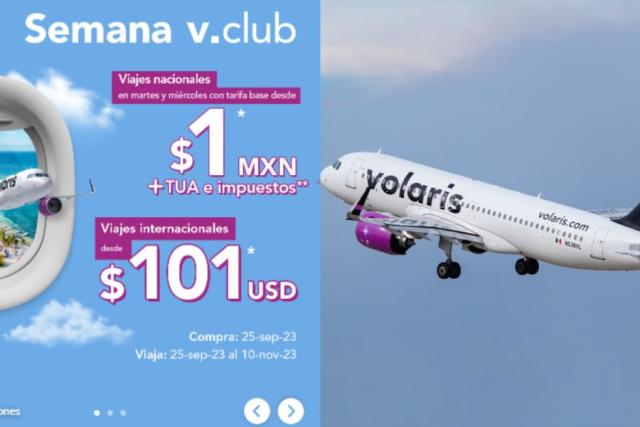 Semana v.club
Viajes nacionales
en martes y miércoles con tarifa base desde
$1 MXN*
+TUA e impuestos**
Viajes internacionales
desde
$101 USD*
Compra: 25-sep-23
Viaja: 25-sep-23 al 10-nov-23
volaris
volaris.com